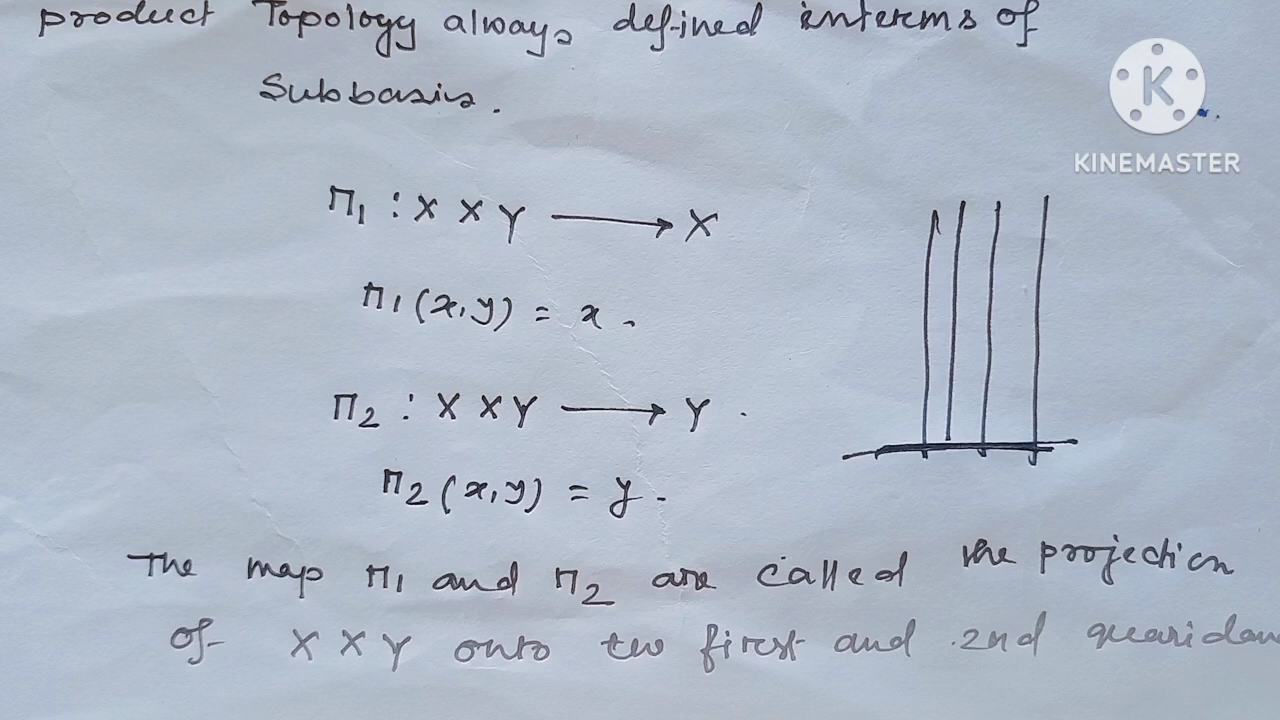 product Topology always defined interms of
Subbasis.
K
KINEMASTER
π₁ : X X Y ⟶ X
π₁(x,y) = x.
π₂ : X X Y ⟶ Y.
π₂(x,y) = y.
The map π₁ and π₂ are called the projection
of X X Y onto the first and 2nd